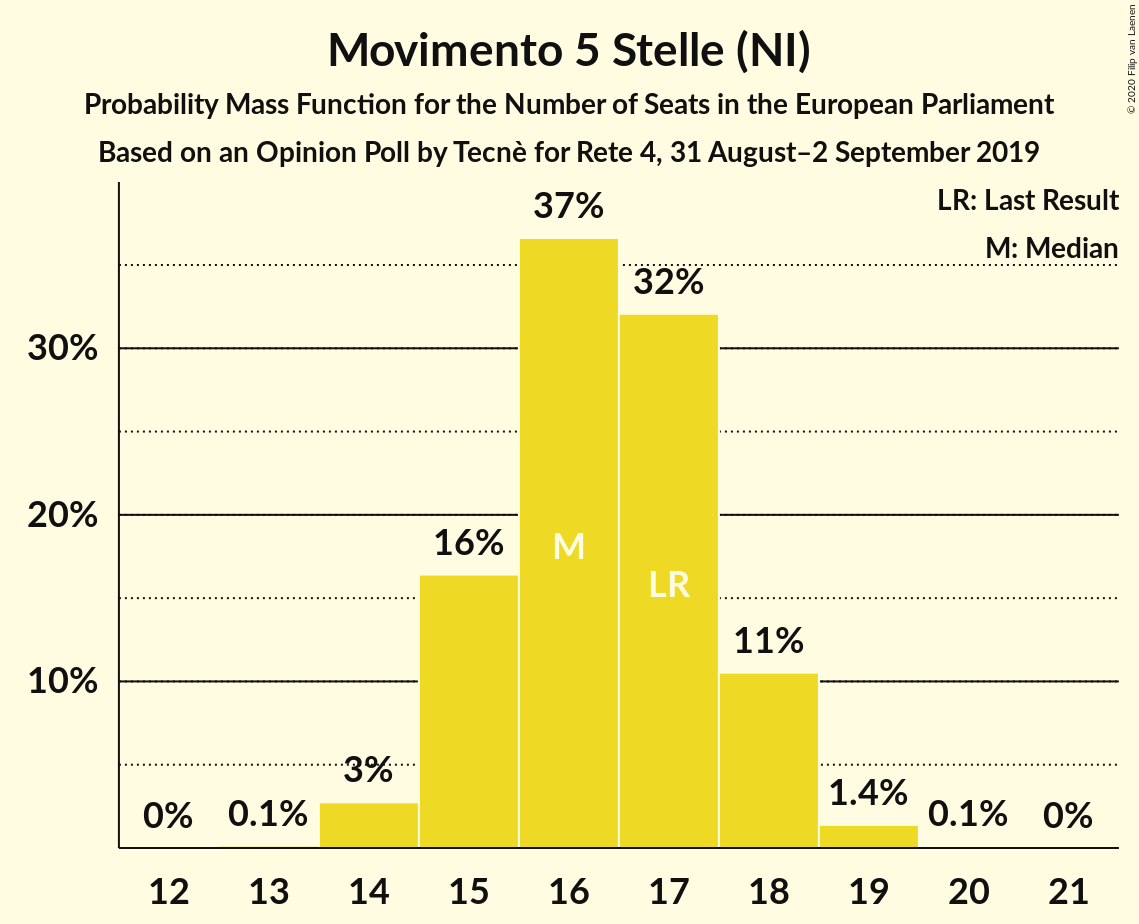 Movimento 5 Stelle (NI)
Probability Mass Function for the Number of Seats in the European Parliament
Based on an Opinion Poll by Tecnè for Rete 4, 31 August–2 September 2019
© 2020 Filip van Laenen
LR: Last Result
M: Median
37%
32%
30%
20%
16%
M
LR
11%
10%
3%
1.4%
0%
0.1%
0.1%
0%
12 13 14 15 16 17 18 19 20 21